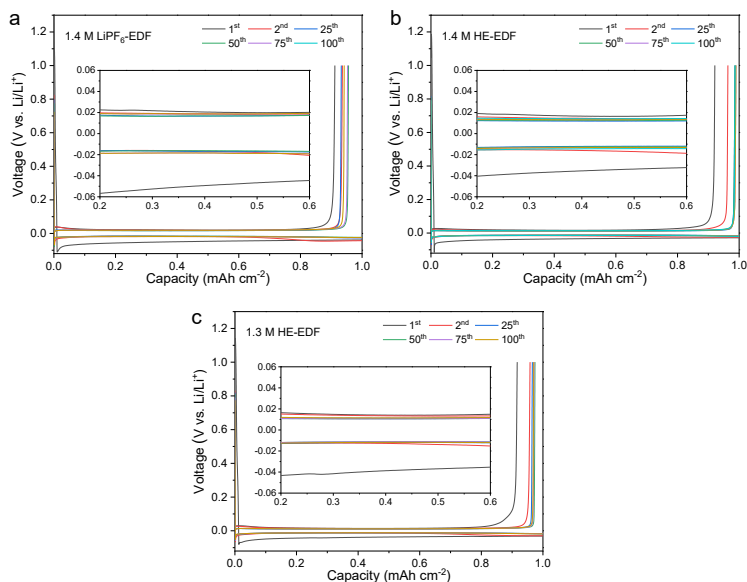 a
1.4 M LiPF₆-EDF
1ˢᵗ 2ⁿᵈ 25ᵗʰ
50ᵗʰ 75ᵗʰ 100ᵗʰ
Voltage (V vs. Li/Li⁺)
1.2
1.0
0.8
0.6
0.4
0.2
0.0
0.06
0.04
0.02
0.00
-0.02
-0.04
-0.06
0.2 0.3 0.4 0.5 0.6
0.0 0.2 0.4 0.6 0.8 1.0
Capacity (mAh cm⁻²)
b
1.4 M HE-EDF
1ˢᵗ 2ⁿᵈ 25ᵗʰ
50ᵗʰ 75ᵗʰ 100ᵗʰ
Voltage (V vs. Li/Li⁺)
1.2
1.0
0.8
0.6
0.4
0.2
0.0
0.06
0.04
0.02
0.00
-0.02
-0.04
-0.06
0.2 0.3 0.4 0.5 0.6
0.0 0.2 0.4 0.6 0.8 1.0
Capacity (mAh cm⁻²)
c
1.3 M HE-EDF
1ˢᵗ 2ⁿᵈ 25ᵗʰ
50ᵗʰ 75ᵗʰ 100ᵗʰ
Voltage (V vs. Li/Li⁺)
1.2
1.0
0.8
0.6
0.4
0.2
0.0
0.06
0.04
0.02
0.00
-0.02
-0.04
-0.06
0.2 0.3 0.4 0.5 0.6
0.0 0.2 0.4 0.6 0.8 1.0
Capacity (mAh cm⁻²)